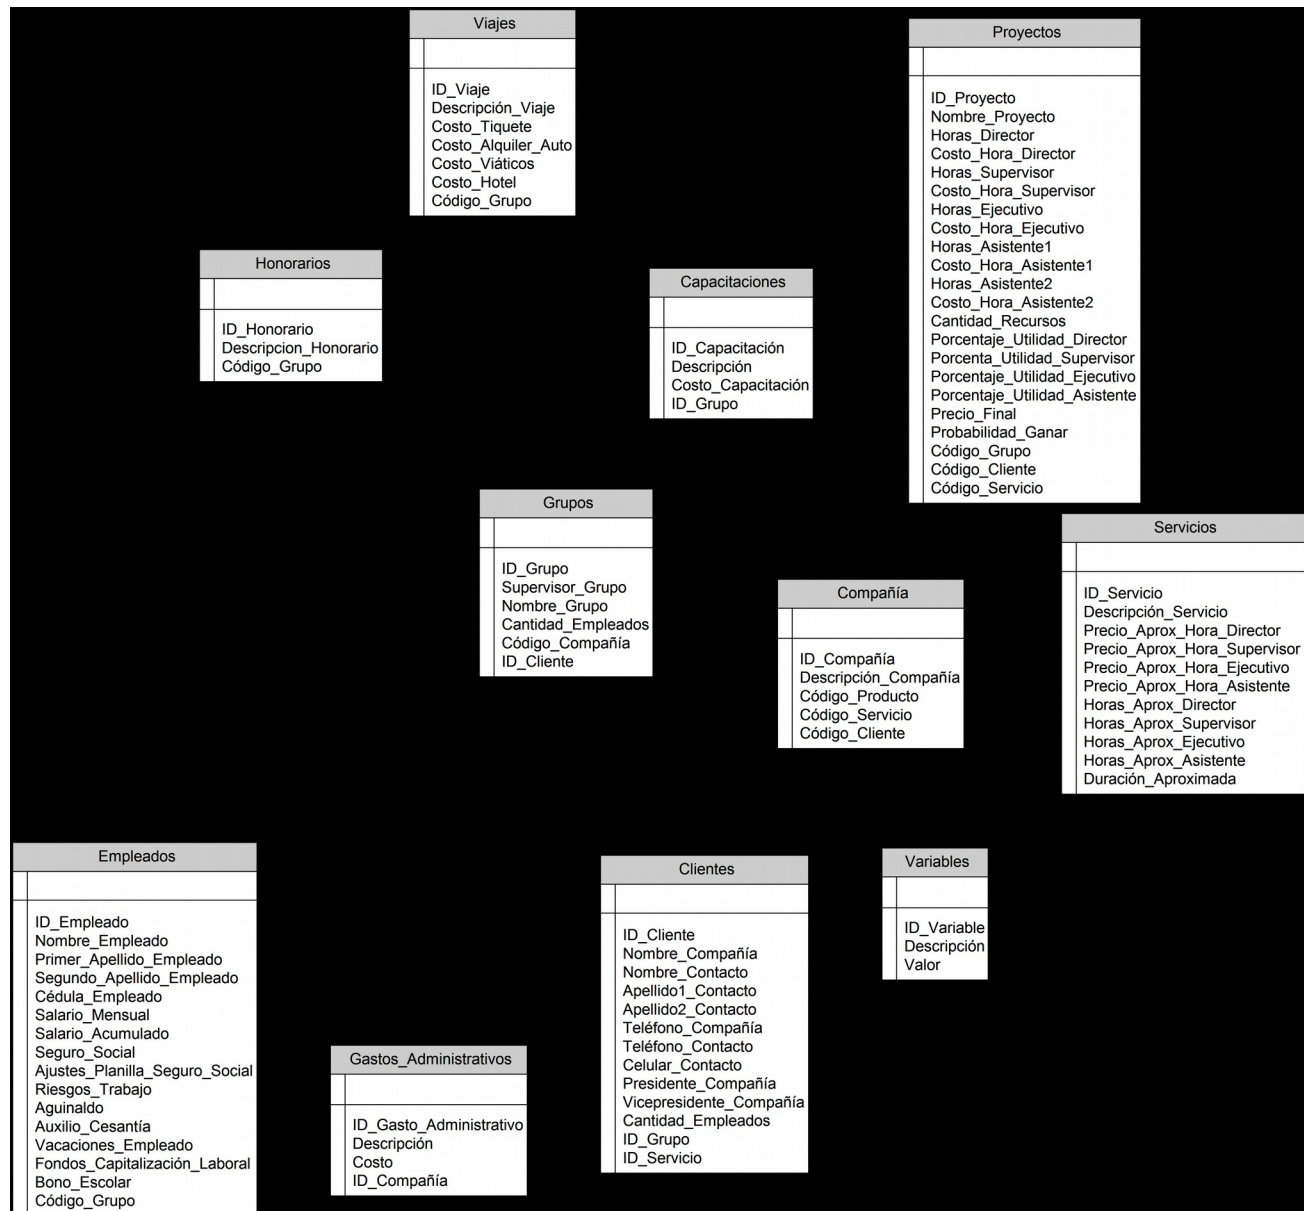 Viajes
ID_Viaje
Descripción_Viaje
Costo_Tiquete
Costo_Alquiler_Auto
Costo_Viáticos
Costo_Hotel
Código_Grupo
Proyectos
ID_Proyecto
Nombre_Proyecto
Horas_Director
Costo_Hora_Director
Horas_Supervisor
Costo_Hora_Supervisor
Horas_Ejecutivo
Costo_Hora_Ejecutivo
Horas_Asistente1
Costo_Hora_Asistente1
Horas_Asistente2
Costo_Hora_Asistente2
Cantidad_Recursos
Porcentaje_Utilidad_Director
Porcenta_Utilidad_Supervisor
Porcentaje_Utilidad_Ejecutivo
Porcentaje_Utilidad_Asistente
Precio_Final
Probabilidad_Ganar
Código_Grupo
Código_Cliente
Código_Servicio
Honorarios
ID_Honorario
Descripcion_Honorario
Código_Grupo
Capacitaciones
ID_Capacitación
Descripción
Costo_Capacitación
ID_Grupo
Grupos
ID_Grupo
Supervisor_Grupo
Nombre_Grupo
Cantidad_Empleados
Código_Compañía
ID_Cliente
Compañía
ID_Compañía
Descripción_Compañía
Código_Producto
Código_Servicio
Código_Cliente
Servicios
ID_Servicio
Descripción_Servicio
Precio_Aprox_Hora_Director
Precio_Aprox_Hora_Supervisor
Precio_Aprox_Hora_Ejecutivo
Precio_Aprox_Hora_Asistente
Horas_Aprox_Director
Horas_Aprox_Supervisor
Horas_Aprox_Ejecutivo
Horas_Aprox_Asistente
Duración_Aproximada
Empleados
ID_Empleado
Nombre_Empleado
Primer_Apellido_Empleado
Segundo_Apellido_Empleado
Cédula_Empleado
Salario_Mensual
Salario_Acumulado
Seguro_Social
Ajustes_Planilla_Seguro_Social
Riesgos_Trabajo
Aguinaldo
Auxilio_Cesantía
Vacaciones_Empleado
Fondos_Capitalización_Laboral
Bono_Escolar
Código_Grupo
Gastos_Administrativos
ID_Gasto_Administrativo
Descripción
Costo
ID_Compañía
Clientes
ID_Cliente
Nombre_Compañía
Nombre_Contacto
Apellido1_Contacto
Apellido2_Contacto
Teléfono_Compañía
Teléfono_Contacto
Celular_Contacto
Presidente_Compañía
Vicepresidente_Compañía
Cantidad_Empleados
ID_Grupo
ID_Servicio
Variables
ID_Variable
Descripción
Valor